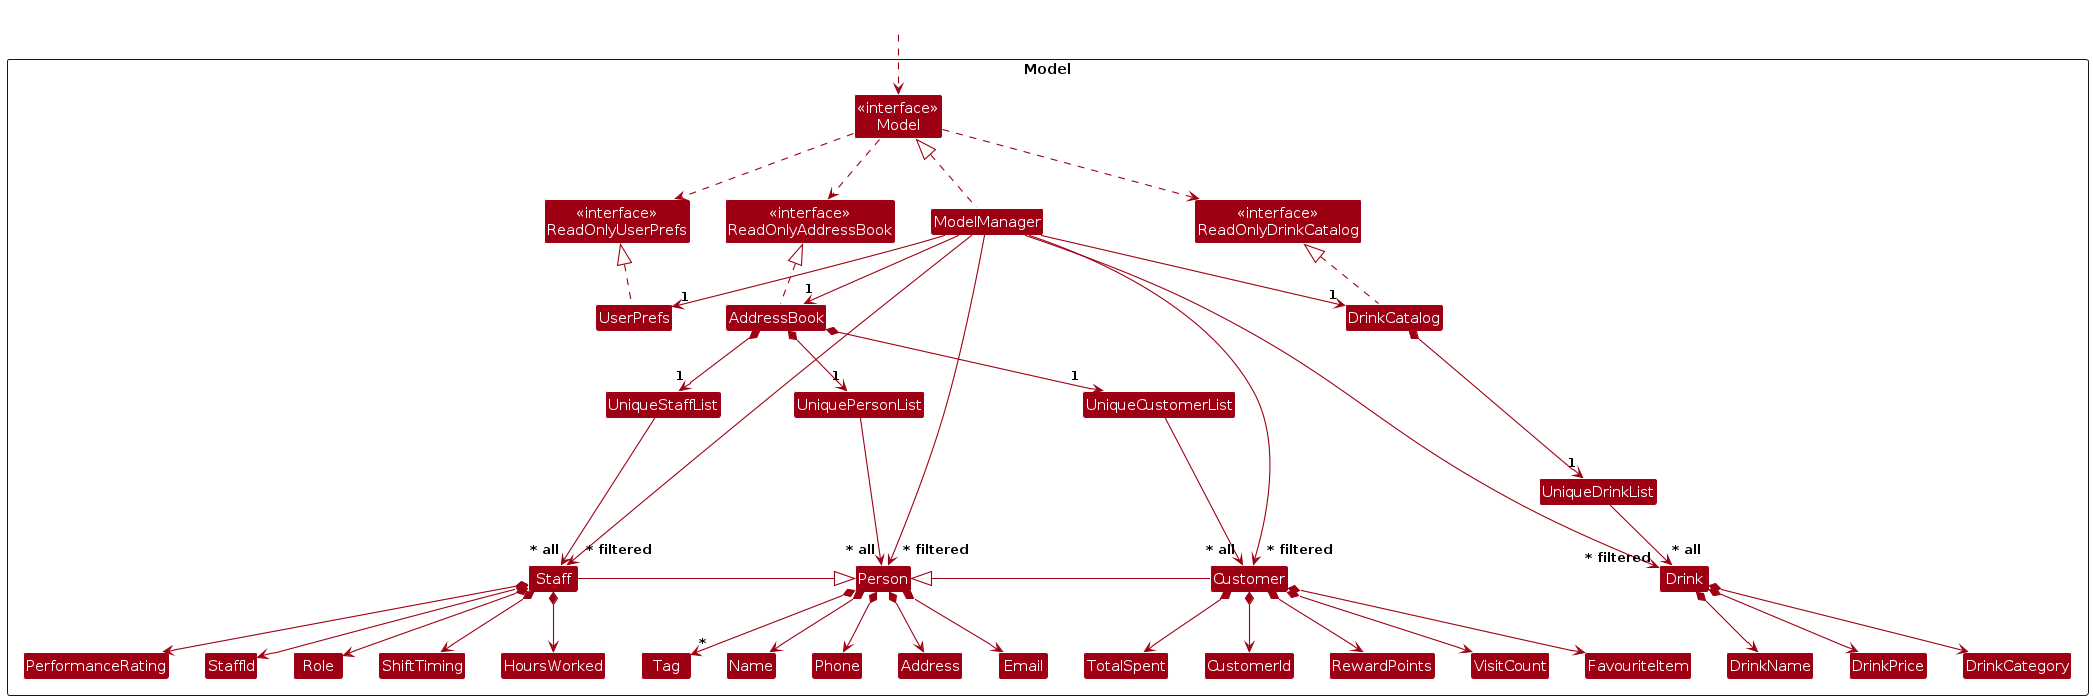 Model
«interface»
Model
«interface»
ReadOnlyUserPrefs
«interface»
ReadOnlyAddressBook
ModelManager
«interface»
ReadOnlyDrinkCatalog
1
1
1
UserPrefs
AddressBook
DrinkCatalog
1
1
1
UniqueStaffList
UniquePersonList
UniqueCustomerList
1
UniqueDrinkList
* all
* filtered
* all
* filtered
* all
* filtered
* filtered
* all
Staff
Person
Customer
Drink
*
PerformanceRating
StaffId
Role
ShiftTiming
HoursWorked
Tag
Name
Phone
Address
Email
TotalSpent
CustomerId
RewardPoints
VisitCount
FavouriteItem
DrinkName
DrinkPrice
DrinkCategory